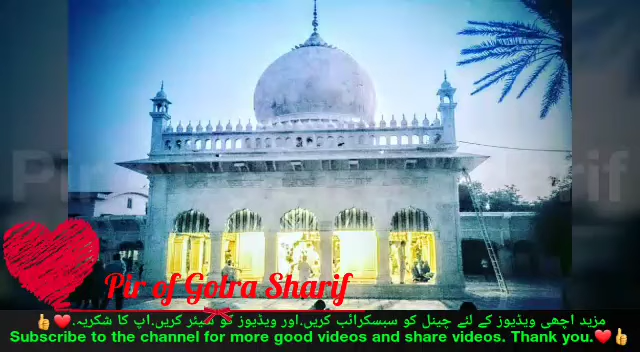 Pir of Gotra Sharif
مزید اچھی ویڈیوز کے لئے چینل کو سبسکرائب کریں.اور ویڈیوز کو شیئر کریں.آپ کا شکریہ.❤️👍
Subscribe to the channel for more good videos and share videos. Thank you.❤️👍